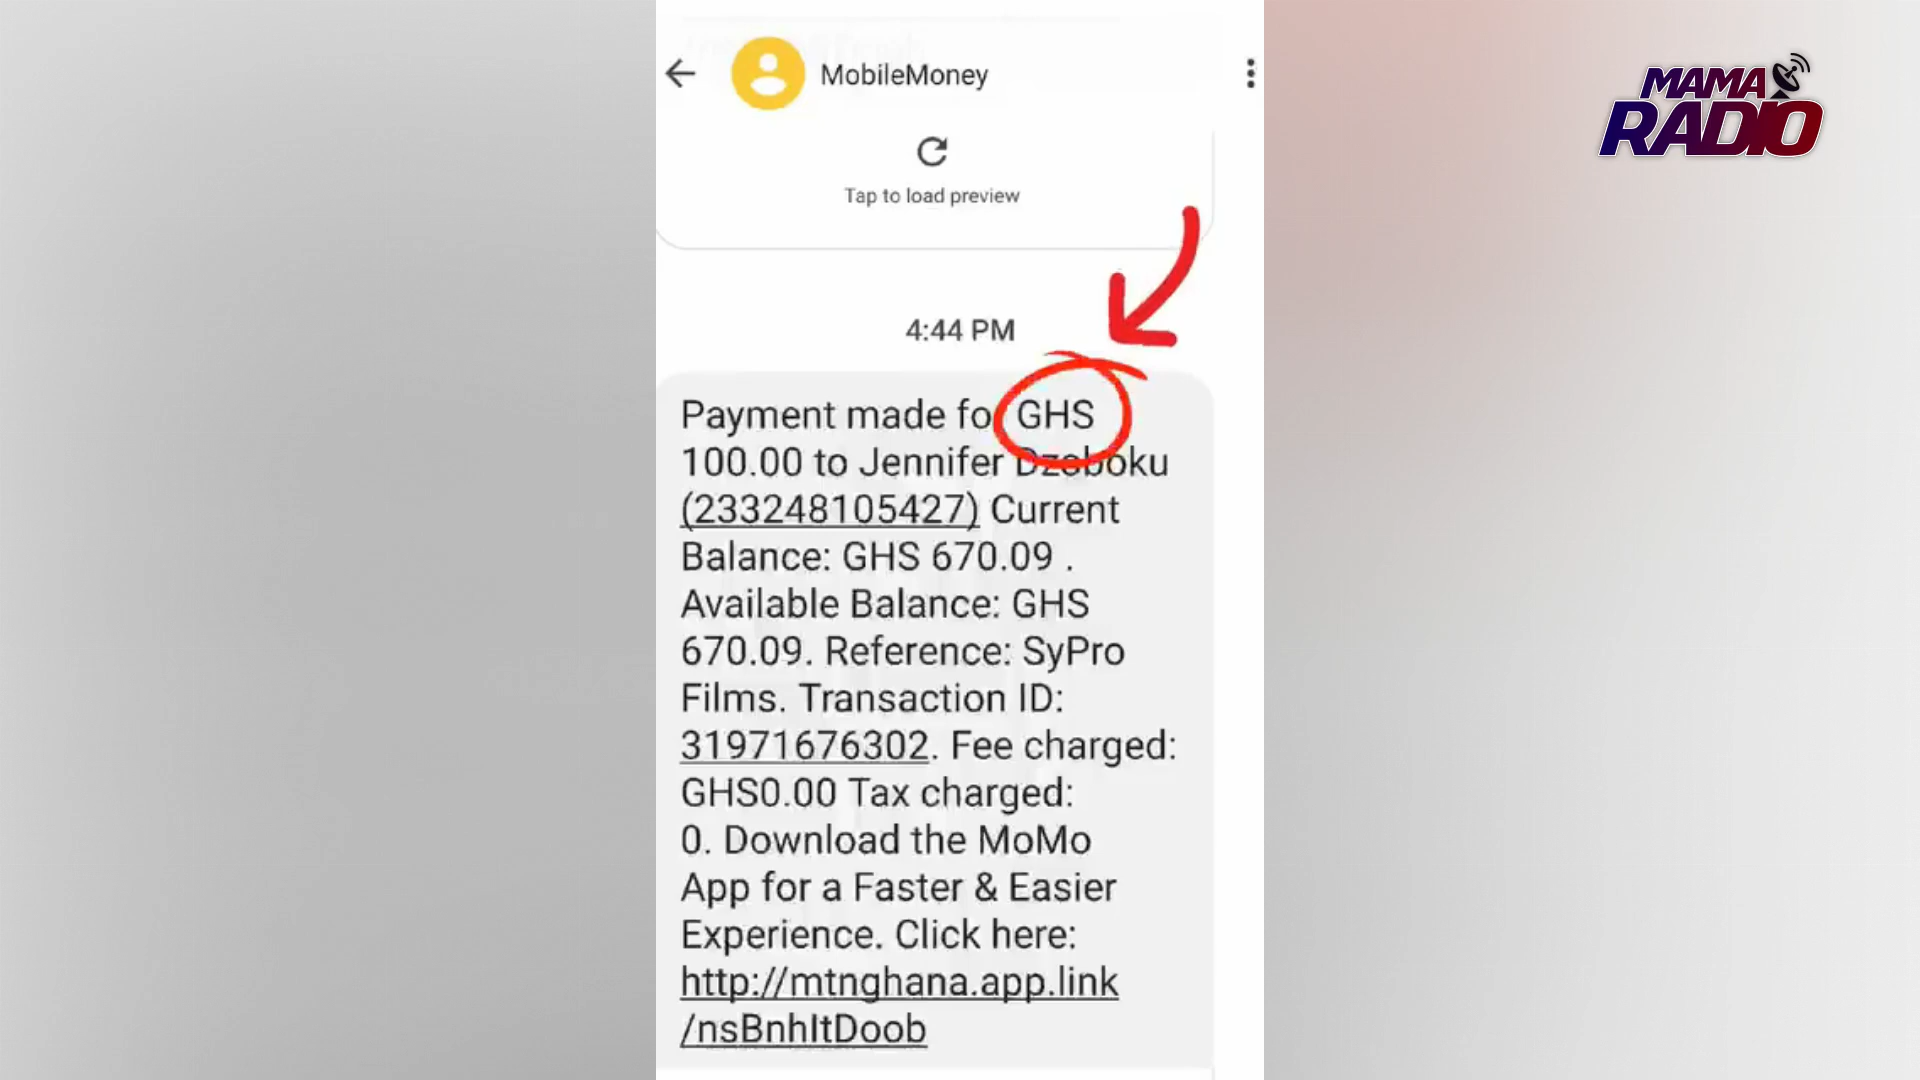 MobileMoney
MAMA
RADIO
Tap to load preview
4:44 PM
Payment made fo GHS
100.00 to Jennifer Dzoboku
(233248105427) Current
Balance: GHS 670.09 .
Available Balance: GHS
670.09. Reference: SyPro
Films. Transaction ID:
31971676302. Fee charged:
GHS0.00 Tax charged:
0. Download the MoMo
App for a Faster & Easier
Experience. Click here:
http://mtnghana.app.link
/nsBnhItDoob